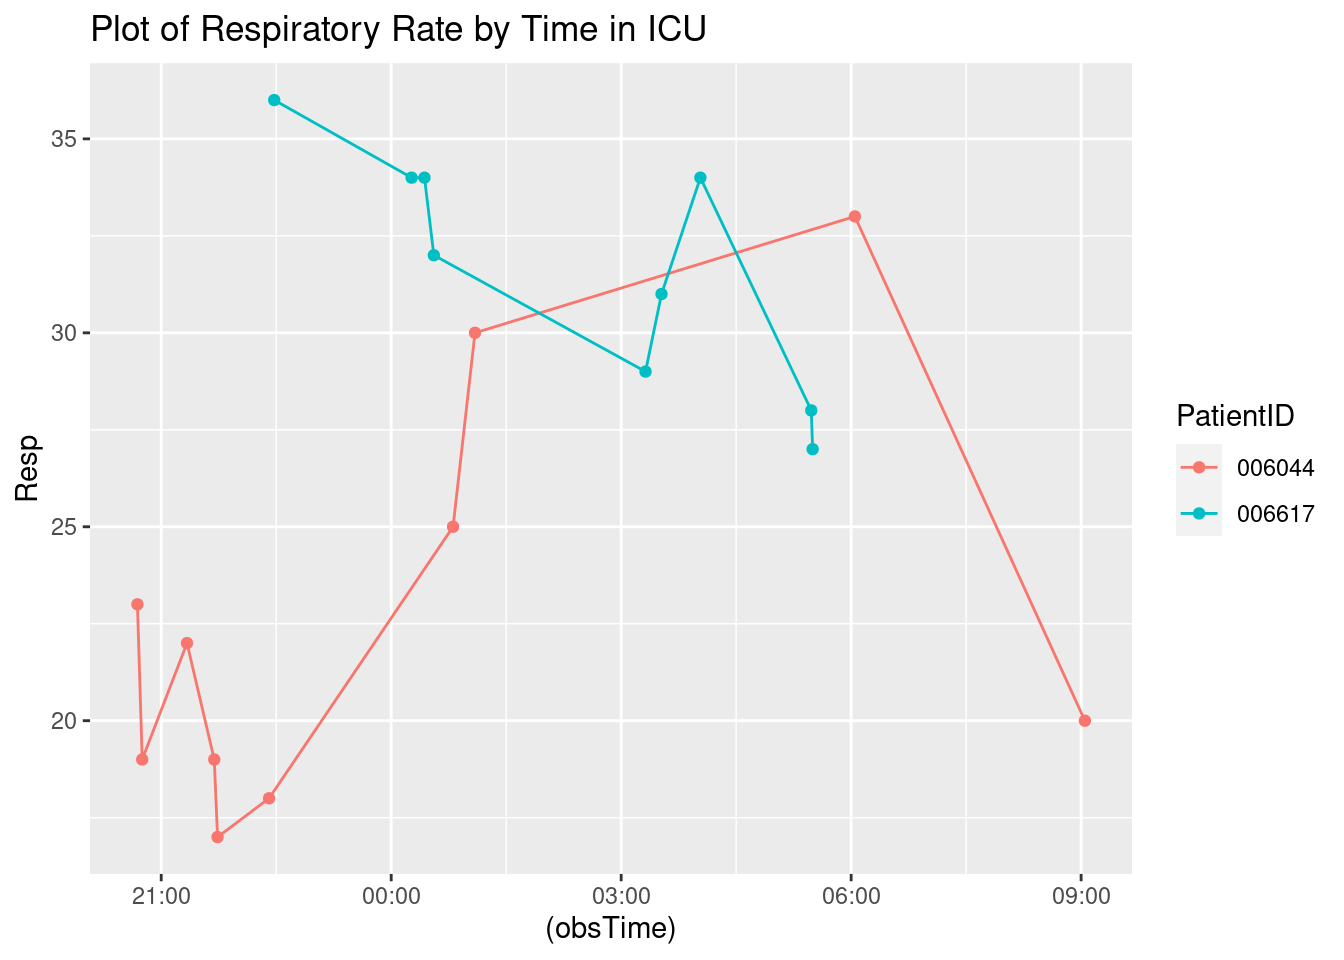 Plot of Respiratory Rate by Time in ICU
35
30
25
20
Resp
21:00 00:00 03:00 06:00 09:00
(obsTime)
PatientID
006044
006617